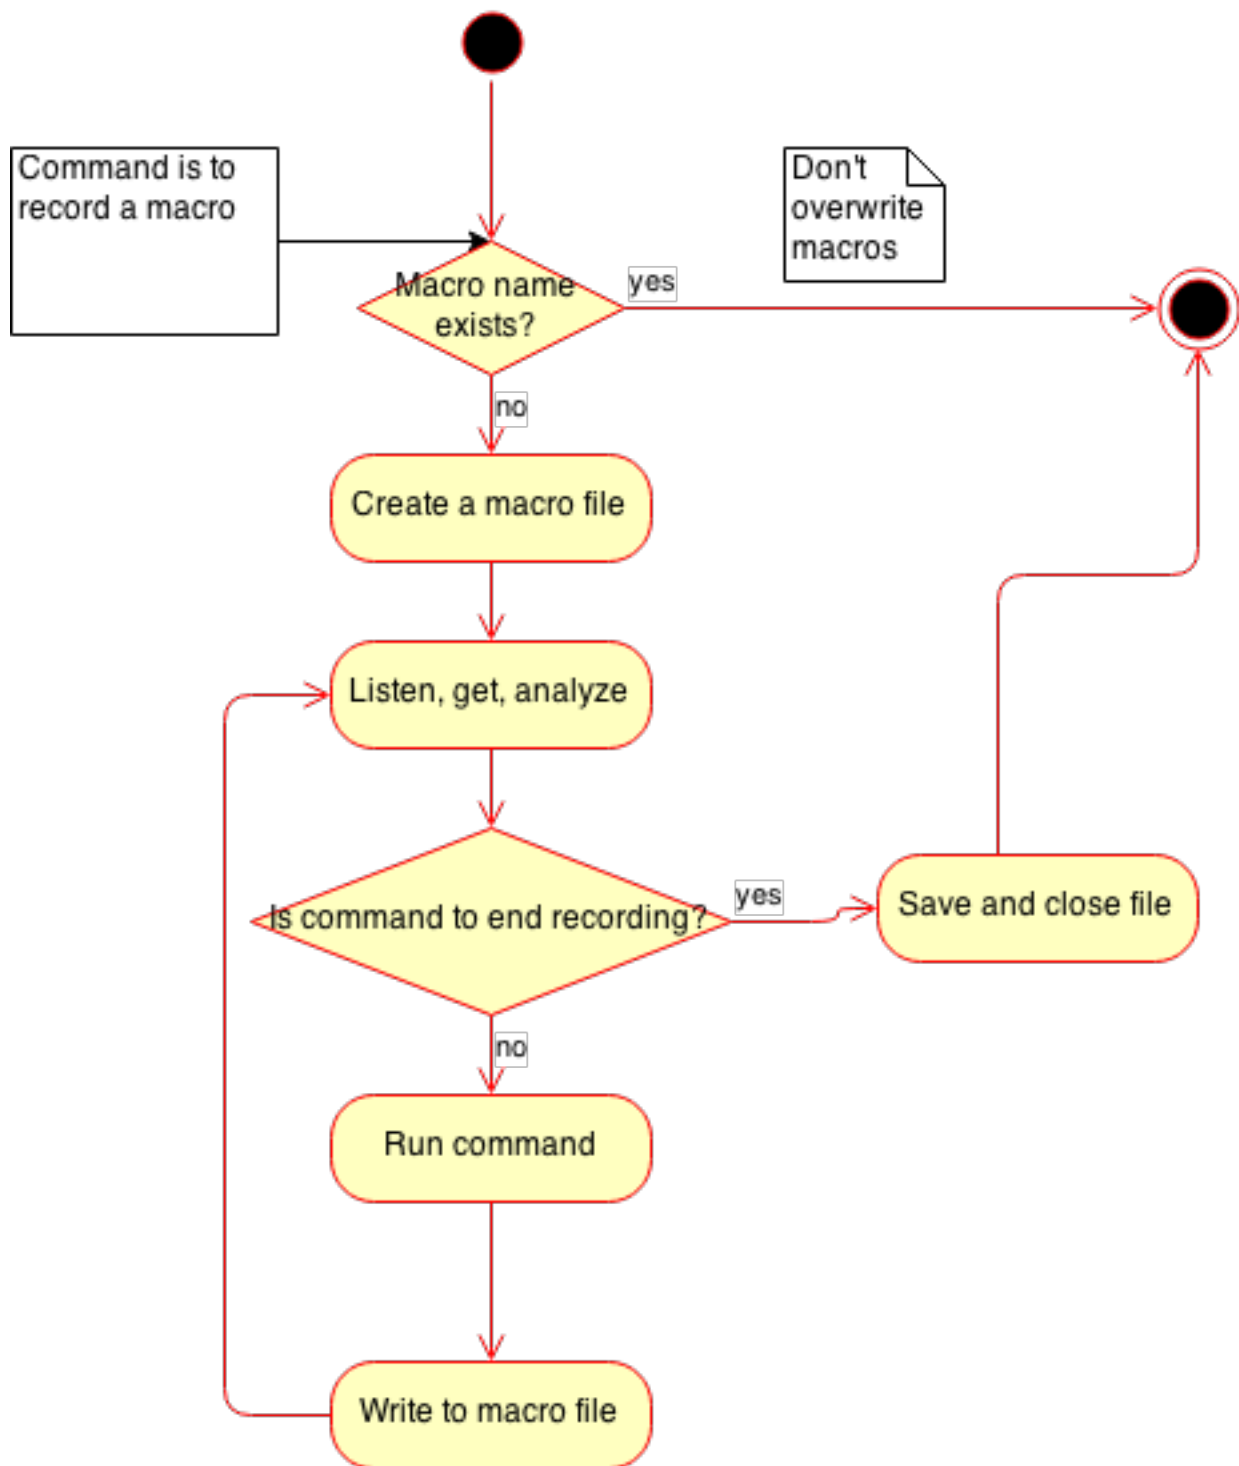 Command is to
record a macro
Don't
overwrite
macros
Macro name
exists?
yes
no
Create a macro file
Listen, get, analyze
Is command to end recording?
yes
Save and close file
no
Run command
Write to macro file